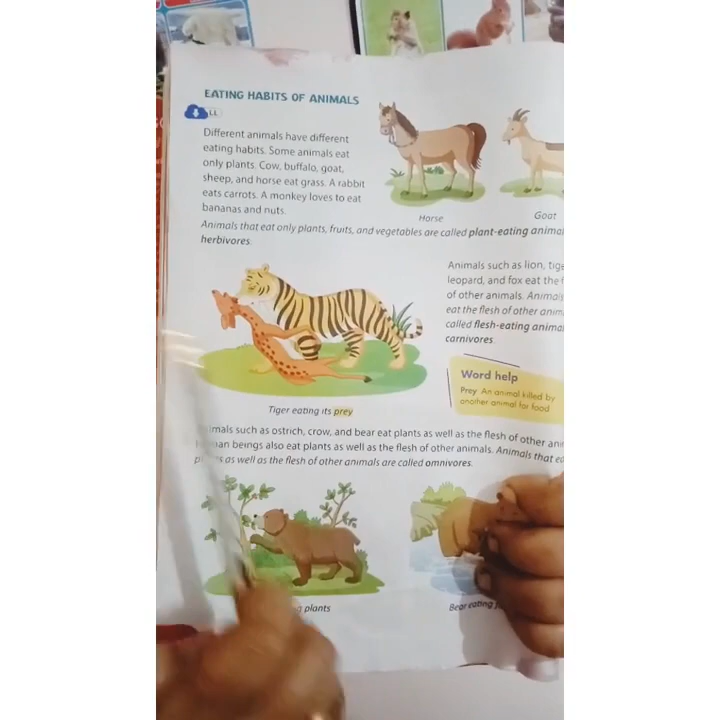 EATING HABITS OF ANIMALS
LL
Different animals have different
eating habits. Some animals eat
only plants. Cow, buffalo, goat,
sheep, and horse eat grass. A rabbit
eats carrots. A monkey loves to eat
bananas and nuts.
Horse
Goat
Animals that eat only plants, fruits, and vegetables are called plant-eating
herbivores.
Animals such as lion,
leopard, and fox eat the
of other animals.
eat the flesh of other
called flesh-eating
carnivores.
Word help
Prey An animal killed by
another animal for food
Tiger eating its prey
such as ostrich, crow, and bear eat plants as well as the flesh of other
beings also eat plants as well as the flesh of other animals. Animals that
as well as the flesh of other animals are called omnivores.
plants
Bear eating